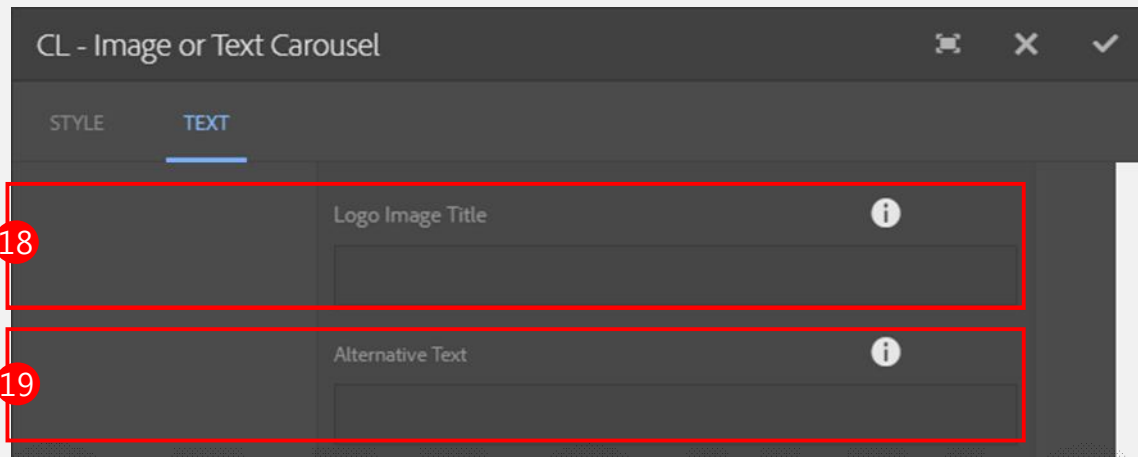 CL - Image or Text Carousel
STYLE TEXT
Logo Image Title
18
Alternative Text
19